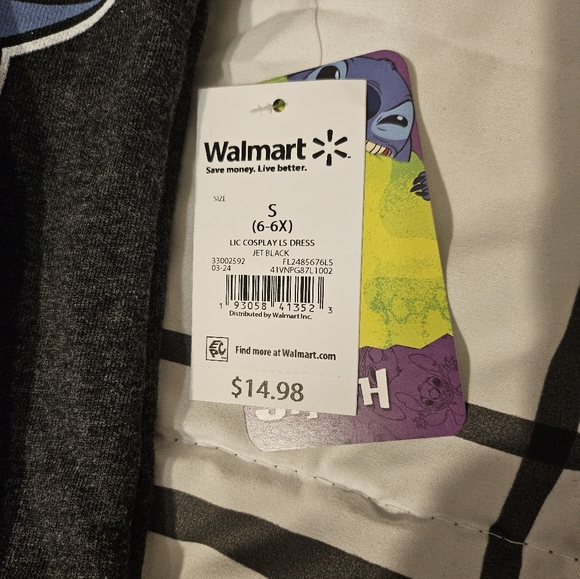 Walmart
Save money. Live better.
SIZE
S
(6-6X)
LIC COSPLAY LS DRESS
JET BLACK
33002592 FL2485676LS
03-24 41VNPG87L1002
1 93058 41352 3
Distributed by Walmart Inc.
Find more at Walmart.com
$14.98